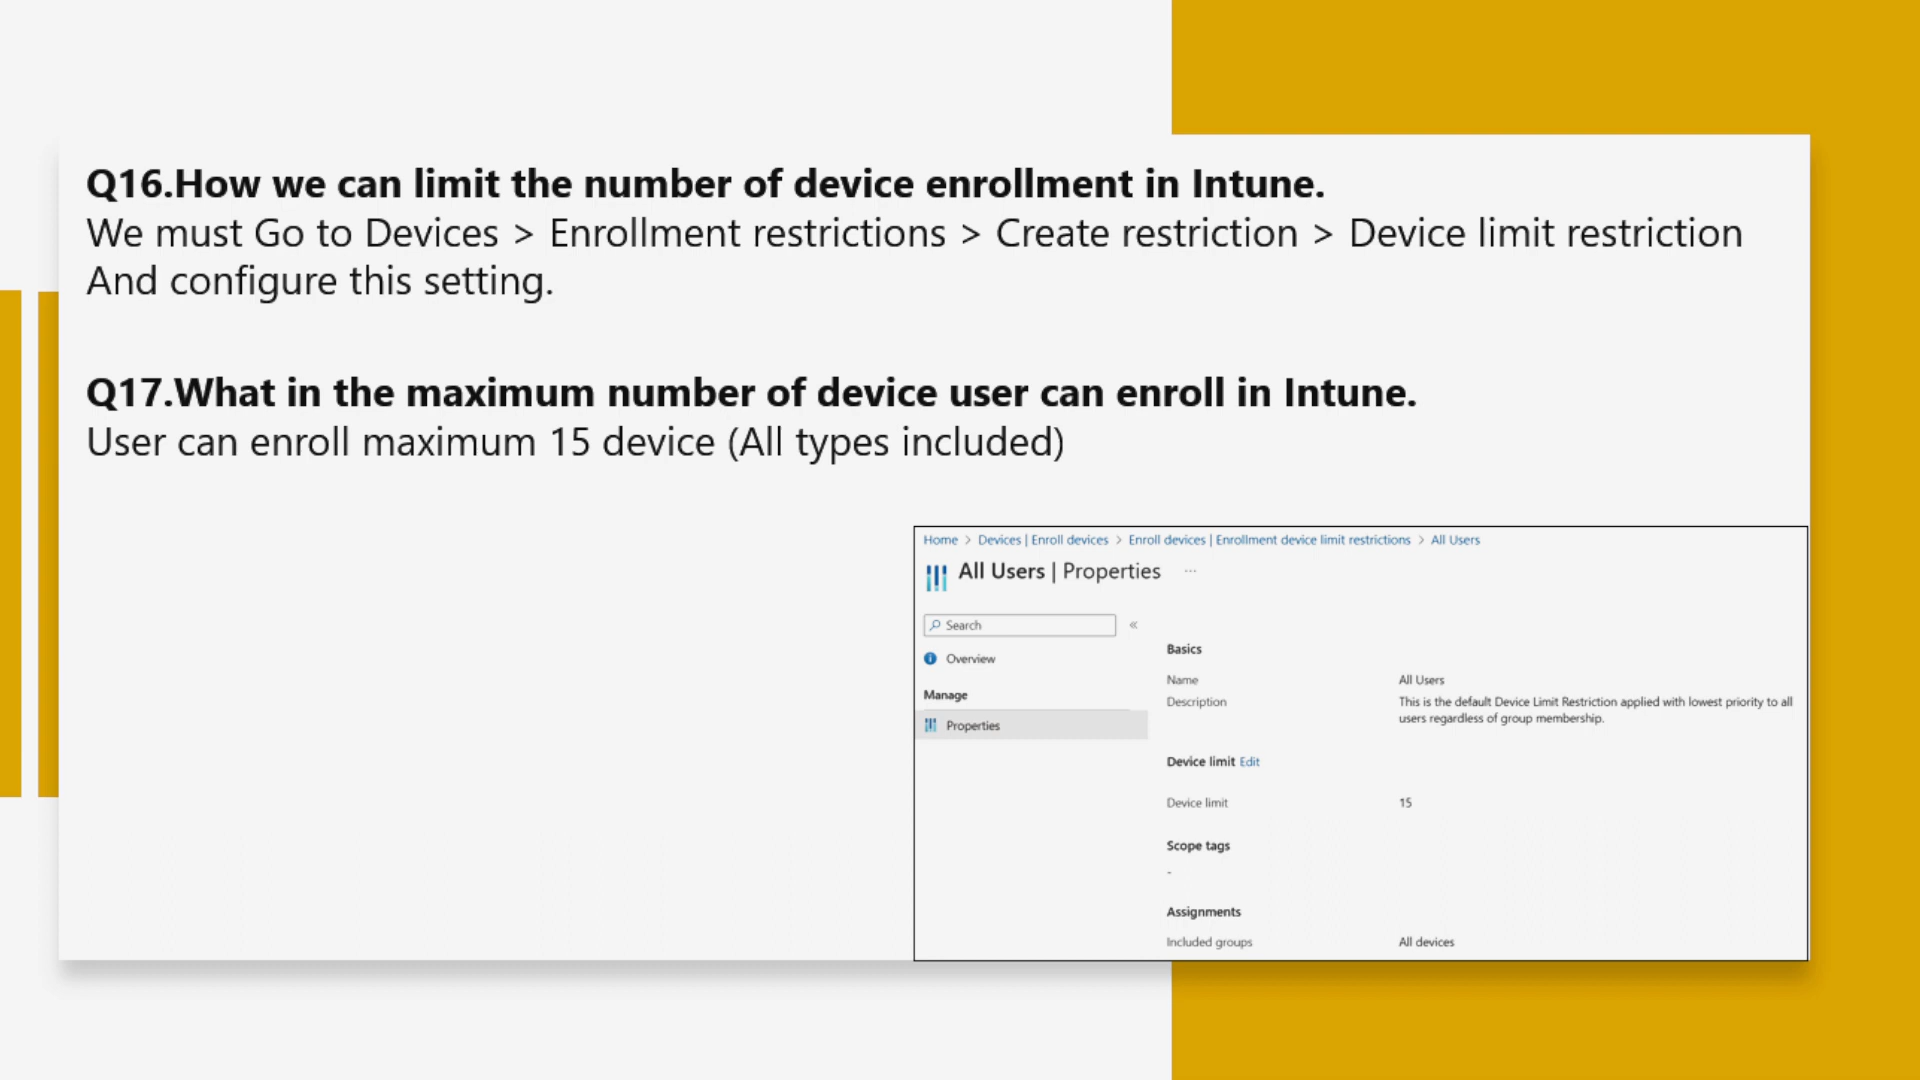 Q16.How we can limit the number of device enrollment in Intune.
We must Go to Devices > Enrollment restrictions > Create restriction > Device limit restriction
And configure this setting.
Q17.What in the maximum number of device user can enroll in Intune.
User can enroll maximum 15 device (All types included)
Home > Devices | Enroll devices > Enroll devices | Enrollment device limit restrictions > All Users
All Users | Properties ...
Search «
Overview
Manage
Properties
Basics
Name All Users
Description This is the default Device Limit Restriction applied with lowest priority to all
users regardless of group membership.
Device limit Edit
Device limit 15
Scope tags
-
Assignments
Included groups All devices